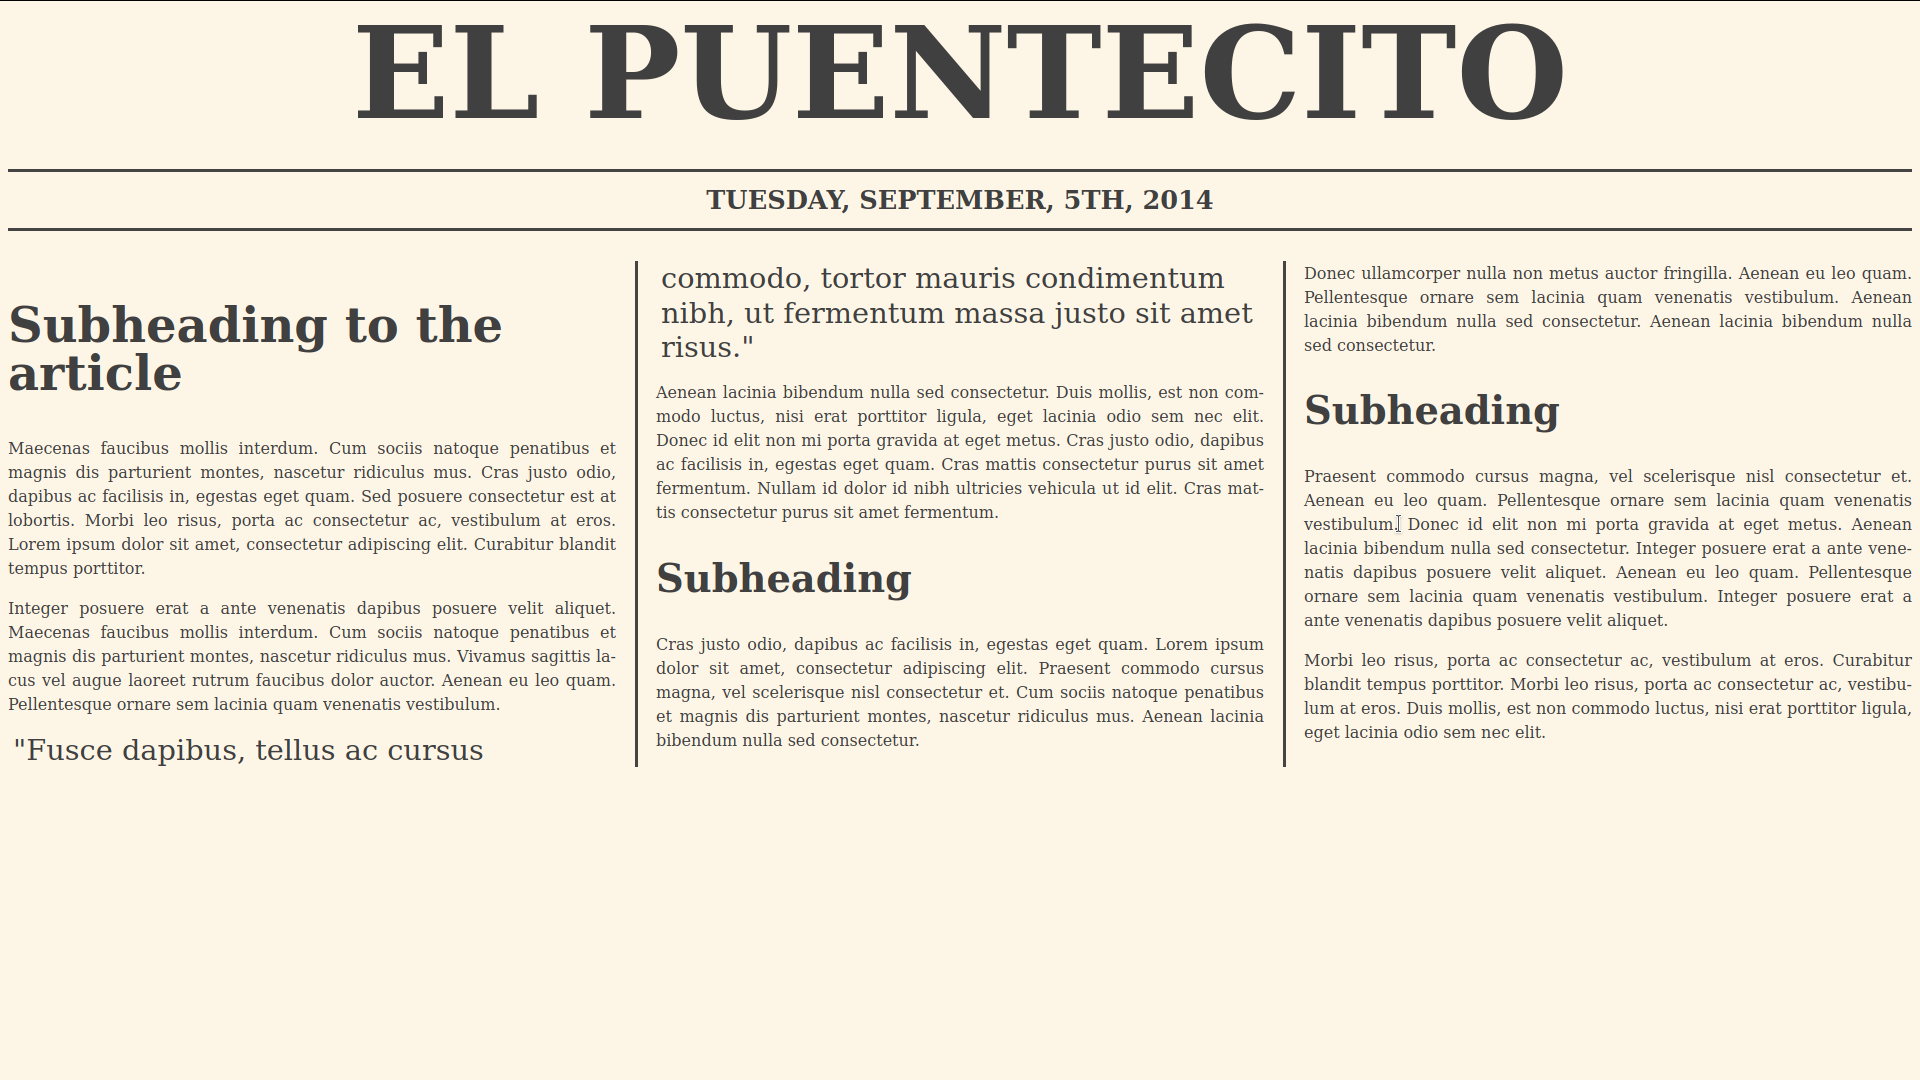 EL PUENTECITO
TUESDAY, SEPTEMBER, 5TH, 2014
Subheading to the
article
Maecenas faucibus mollis interdum. Cum sociis natoque penatibus et
magnis dis parturient montes, nascetur ridiculus mus. Cras justo odio,
dapibus ac facilisis in, egestas eget quam. Sed posuere consectetur est at
lobortis. Morbi leo risus, porta ac consectetur ac, vestibulum at eros.
Lorem ipsum dolor sit amet, consectetur adipiscing elit. Curabitur blandit
tempus porttitor.
Integer posuere erat a ante venenatis dapibus posuere velit aliquet.
Maecenas faucibus mollis interdum. Cum sociis natoque penatibus et
magnis dis parturient montes, nascetur ridiculus mus. Vivamus sagittis la-
cus vel augue laoreet rutrum faucibus dolor auctor. Aenean eu leo quam.
Pellentesque ornare sem lacinia quam venenatis vestibulum.
"Fusce dapibus, tellus ac cursus
commodo, tortor mauris condimentum
nibh, ut fermentum massa justo sit amet
risus."
Aenean lacinia bibendum nulla sed consectetur. Duis mollis, est non com-
modo luctus, nisi erat porttitor ligula, eget lacinia odio sem nec elit.
Donec id elit non mi porta gravida at eget metus. Cras justo odio, dapibus
ac facilisis in, egestas eget quam. Cras mattis consectetur purus sit amet
fermentum. Nullam id dolor id nibh ultricies vehicula ut id elit. Cras mat-
tis consectetur purus sit amet fermentum.
Subheading
Cras justo odio, dapibus ac facilisis in, egestas eget quam. Lorem ipsum
dolor sit amet, consectetur adipiscing elit. Praesent commodo cursus
magna, vel scelerisque nisl consectetur et. Cum sociis natoque penatibus
et magnis dis parturient montes, nascetur ridiculus mus. Aenean lacinia
bibendum nulla sed consectetur.
Donec ullamcorper nulla non metus auctor fringilla. Aenean eu leo quam.
Pellentesque ornare sem lacinia quam venenatis vestibulum. Aenean
lacinia bibendum nulla sed consectetur. Aenean lacinia bibendum nulla
sed consectetur.
Subheading
Praesent commodo cursus magna, vel scelerisque nisl consectetur et.
Aenean eu leo quam. Pellentesque ornare sem lacinia quam venenatis
vestibulum. Donec id elit non mi porta gravida at eget metus. Aenean
lacinia bibendum nulla sed consectetur. Integer posuere erat a ante vene-
natis dapibus posuere velit aliquet. Aenean eu leo quam. Pellentesque
ornare sem lacinia quam venenatis vestibulum. Integer posuere erat a
ante venenatis dapibus posuere velit aliquet.
Morbi leo risus, porta ac consectetur ac, vestibulum at eros. Curabitur
blandit tempus porttitor. Morbi leo risus, porta ac consectetur ac, vestibu-
lum at eros. Duis mollis, est non commodo luctus, nisi erat porttitor ligula,
eget lacinia odio sem nec elit.